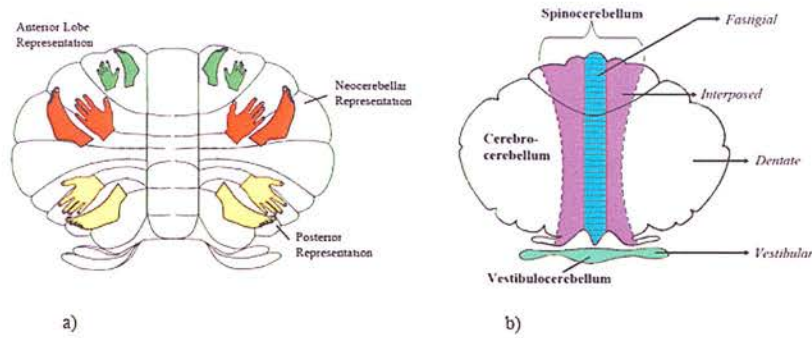 Anterior Lobe
Representation
Neocerebellar
Representation
Posterior
Representation
a)
Spinocerebellum
Fastigial
Interposed
Cerebro-
cerebellum
Dentate
Vestibular
Vestibulocerebellum
b)